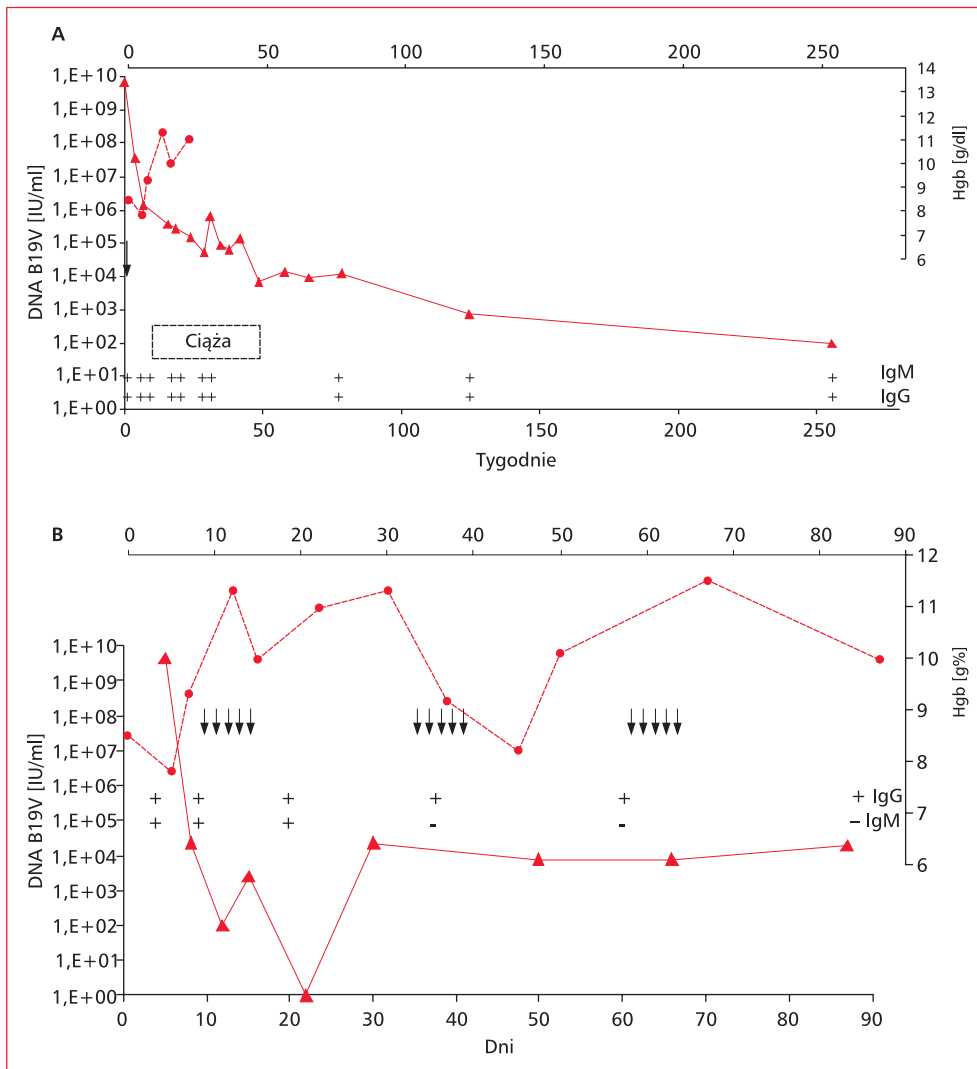 A
0 50 100 150 200 250
DNA B19V [IU/ml]
1,E+10
1,E+09
1,E+08
1,E+07
1,E+06
1,E+05
1,E+04
1,E+03
1,E+02
1,E+01
1,E+00
14
13
12
11
10
9
8
7
6
Hgb [g/dl]
Ciąża
+ + + + + + + + + + IgM
+ + + + + + + + + + IgG
0 50 100 150 200 250
Tygodnie
B
0 10 20 30 40 50 60 70 80 90
DNA B19V [IU/ml]
1,E+10
1,E+09
1,E+08
1,E+07
1,E+06
1,E+05
1,E+04
1,E+03
1,E+02
1,E+01
1,E+00
12
11
10
9
8
7
6
Hgb [g%]
+ + + + + + IgG
+ + + - - – IgM
0 10 20 30 40 50 60 70 80 90
Dni